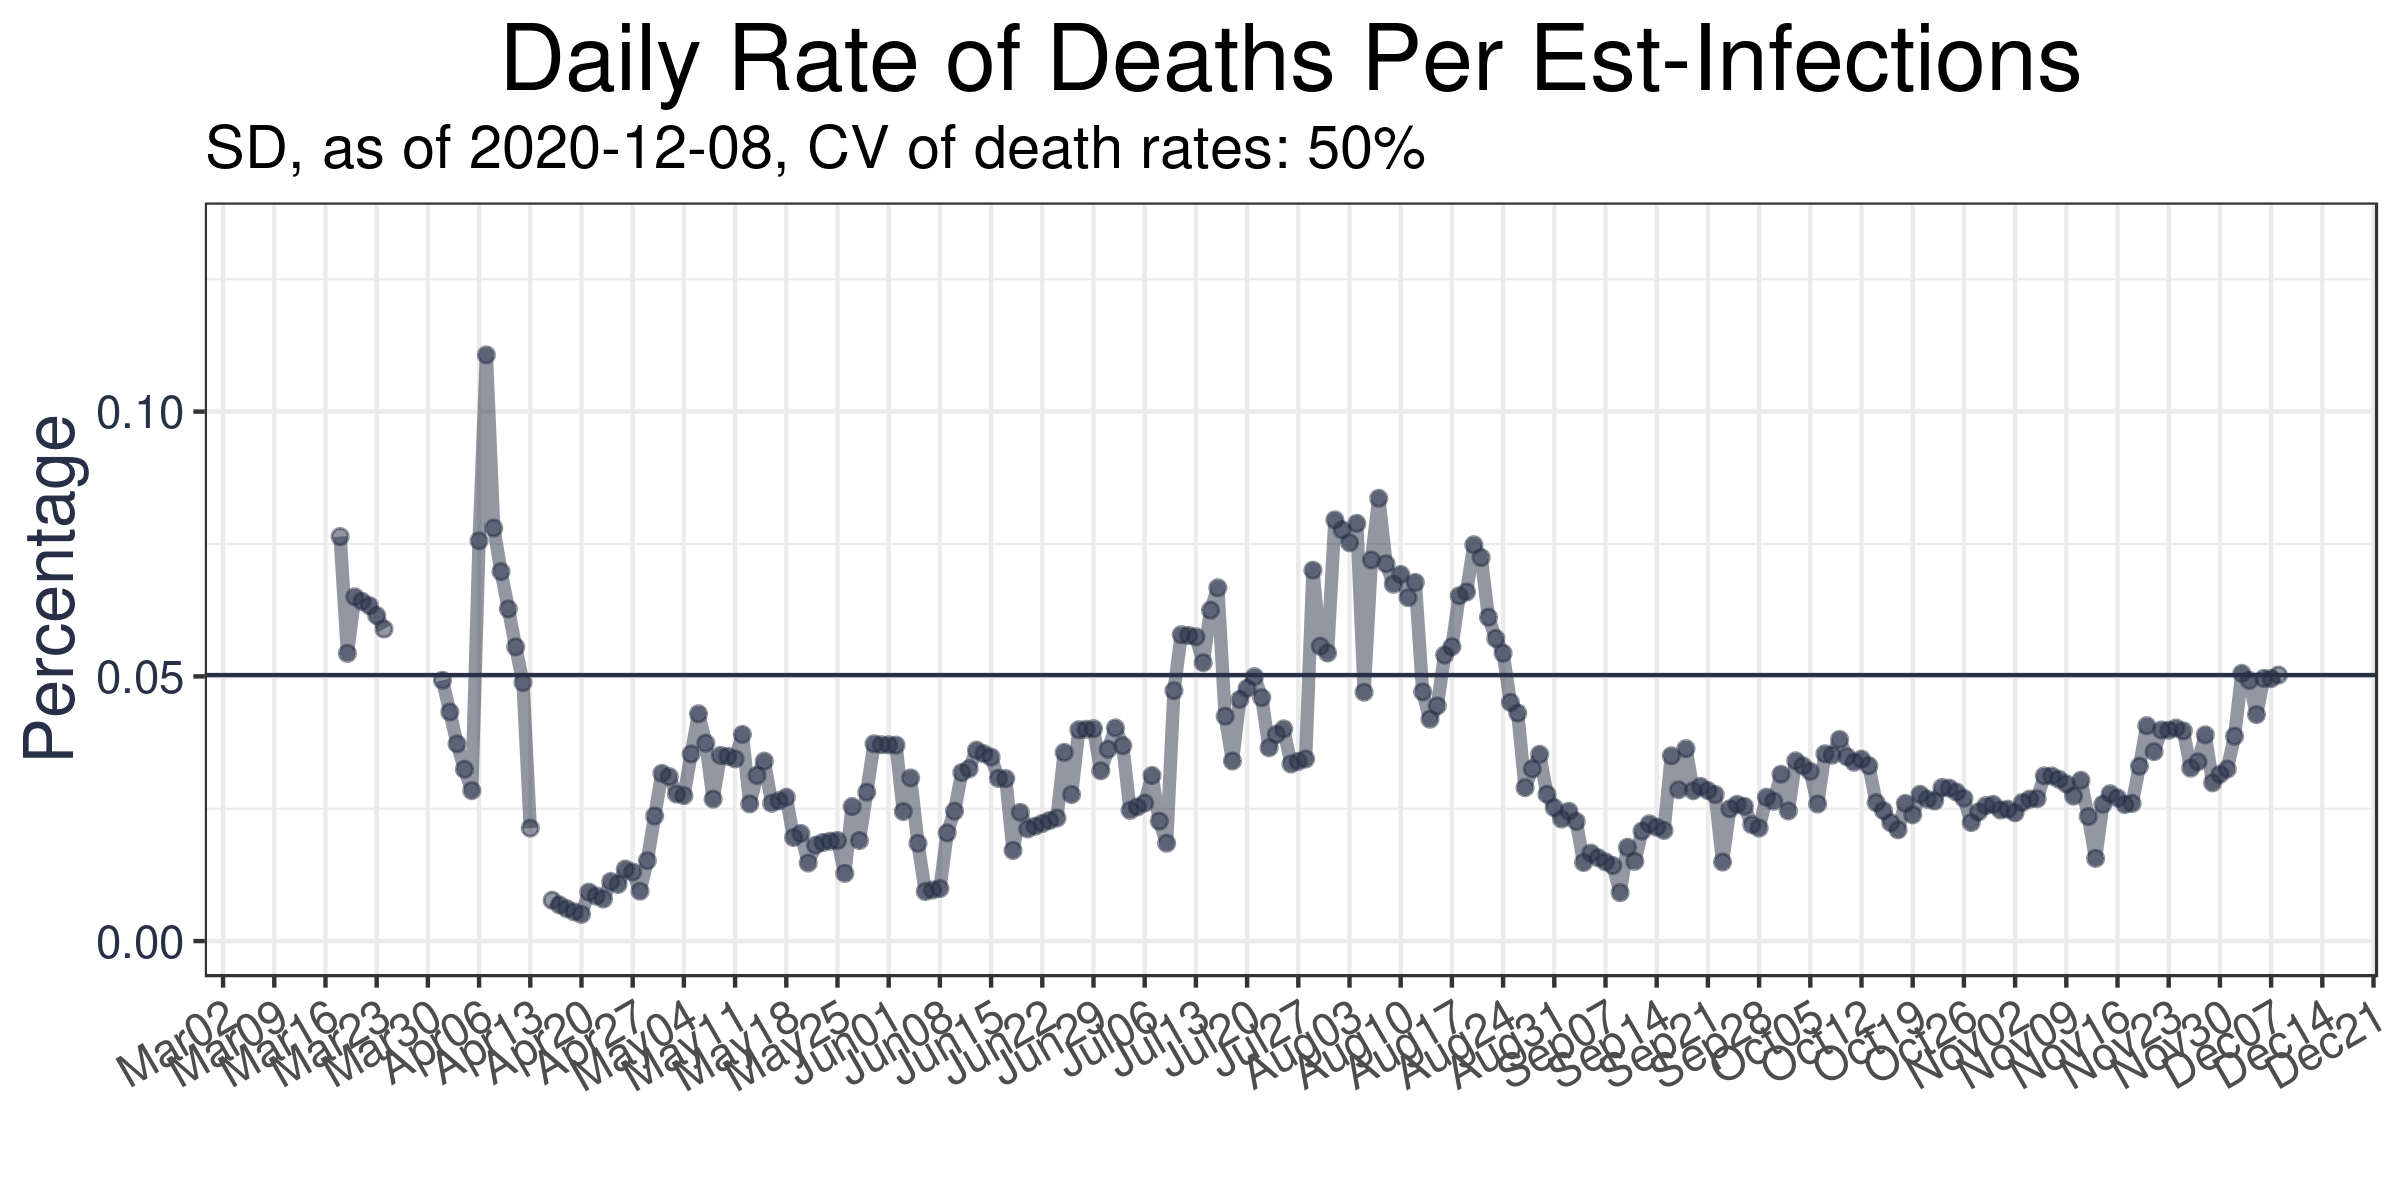 Daily Rate of Deaths Per Est-Infections
SD, as of 2020-12-08, CV of death rates: 50%
Percentage
0.10
0.05
0.00
Mar02
Mar09
Mar16
Mar23
Mar30
Apr06
Apr13
Apr20
Apr27
May04
May11
May18
May25
Jun01
Jun08
Jun15
Jun22
Jun29
Jul06
Jul13
Jul20
Jul27
Aug03
Aug10
Aug17
Aug24
Aug31
Sep07
Sep14
Sep21
Sep28
Oct05
Oct12
Oct19
Oct26
Nov02
Nov09
Nov16
Nov23
Nov30
Dec07
Dec14
Dec21